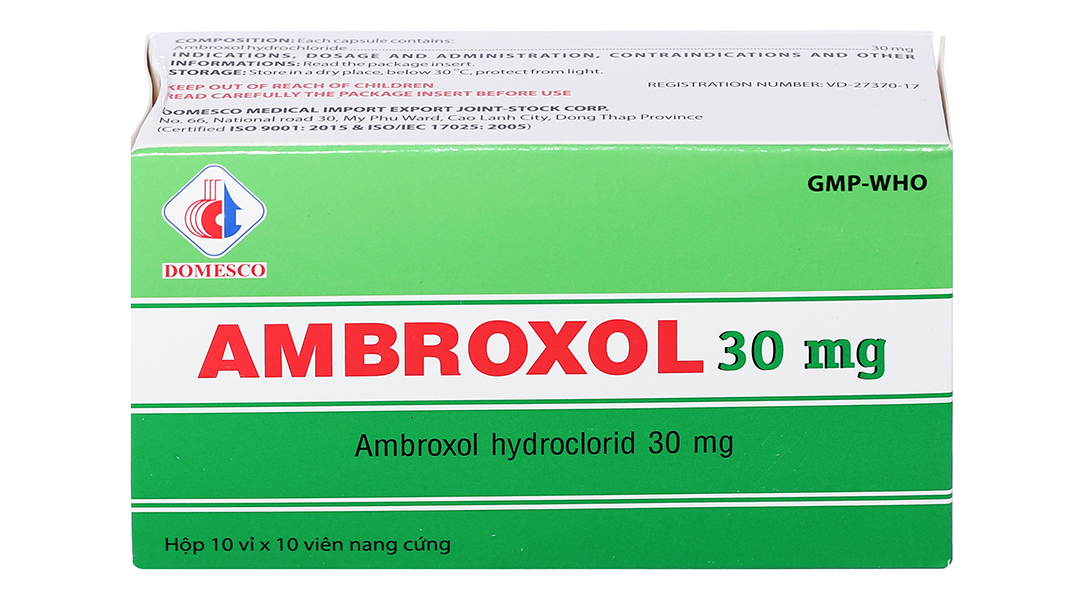 COMPOSITION: Each capsule contains:
Ambroxol hydrochloride 30 mg
INDICATIONS, DOSAGE AND ADMINISTRATION, CONTRAINDICATIONS AND OTHER
INFORMATIONS: Read the package insert.
STORAGE: Store in a dry place, below 30 °C, protect from light.
KEEP OUT OF REACH OF CHILDREN REGISTRATION NUMBER: VD-27370-17
READ CAREFULLY THE PACKAGE INSERT BEFORE USE
DOMESCO MEDICAL IMPORT EXPORT JOINT-STOCK CORP.
No. 66, National road 30, My Phu Ward, Cao Lanh City, Dong Thap Province
(Certified ISO 9001: 2015 & ISO/IEC 17025: 2005)
GMP-WHO
DOMESCO
AMBROXOL 30 mg
Ambroxol hydroclorid 30 mg
Hộp 10 vỉ x 10 viên nang cứng